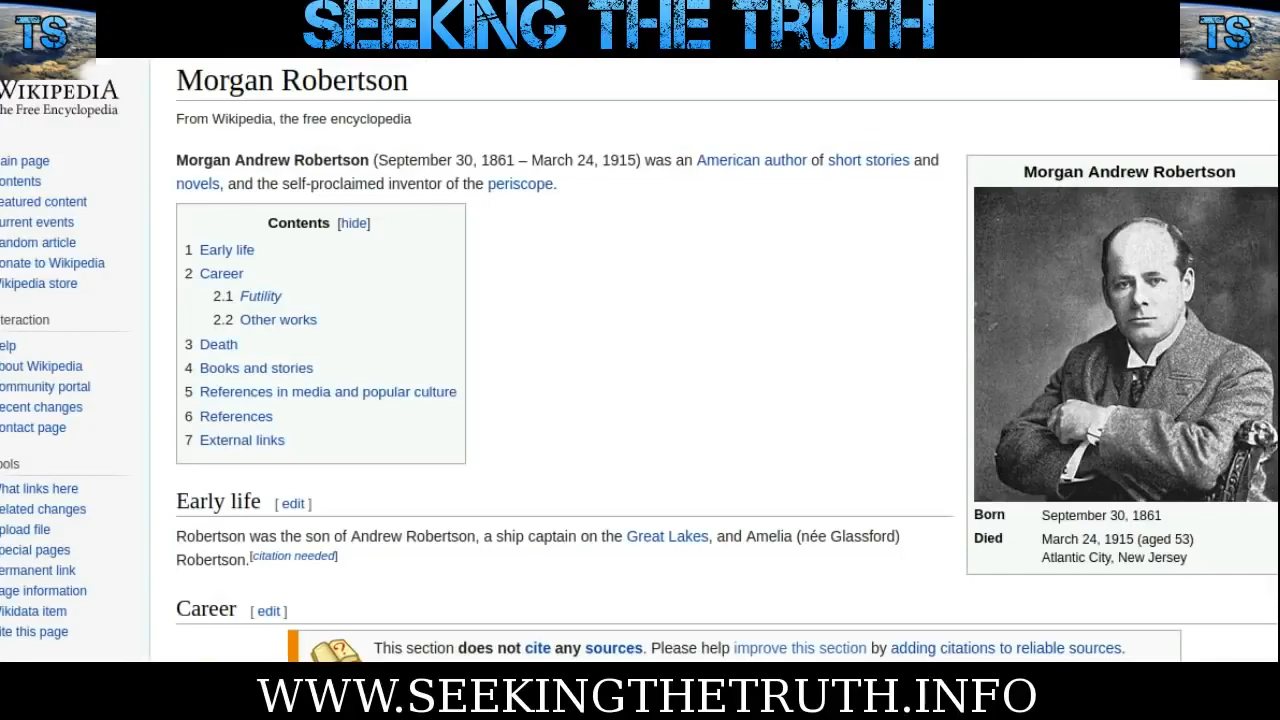 TS SEEKING THE TRUTH TS
WIKIPEDIA
he Free Encyclopedia
Morgan Robertson
From Wikipedia, the free encyclopedia
Morgan Andrew Robertson (September 30, 1861 – March 24, 1915) was an American author of short stories and
novels, and the self-proclaimed inventor of the periscope.
ain page
ontents
eatured content
urrent events
andom article
onate to Wikipedia
Vikipedia store
teraction
elp
bout Wikipedia
ommunity portal
ecent changes
ontact page
ools
Vhat links here
elated changes
pload file
pecial pages
ermanent link
age information
Vikidata item
ite this page
Contents [hide]
1 Early life
2 Career
2.1 Futility
2.2 Other works
3 Death
4 Books and stories
5 References in media and popular culture
6 References
7 External links
Morgan Andrew Robertson
Born September 30, 1861
Died March 24, 1915 (aged 53)
Atlantic City, New Jersey
Early life [ edit ]
Robertson was the son of Andrew Robertson, a ship captain on the Great Lakes, and Amelia (née Glassford)
Robertson.[citation needed]
Career [ edit ]
This section does not cite any sources. Please help improve this section by adding citations to reliable sources.
WWW.SEEKINGTHETRUTH.INFO